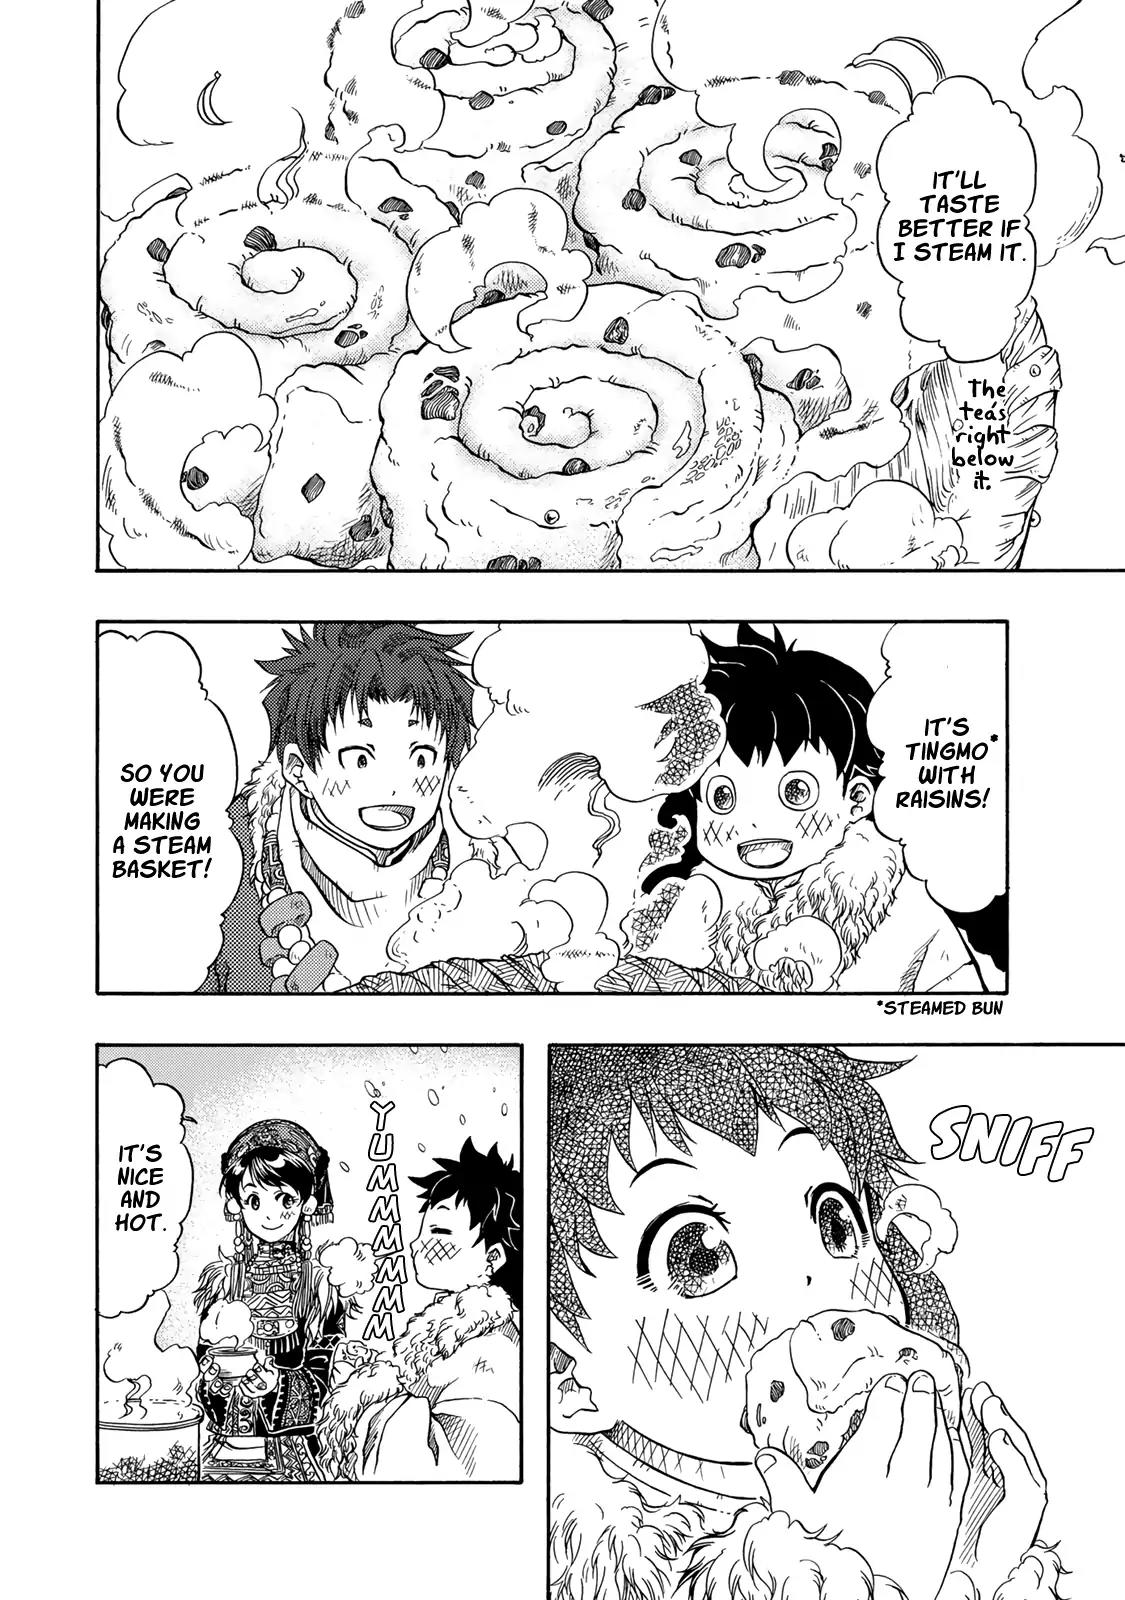 IT'LL
TASTE
BETTER IF
I STEAM IT.
The
tea's
right
below
it.
IT'S
TINGMO*
WITH
RAISINS!
SO YOU
WERE
MAKING
A STEAM
BASKET!
*STEAMED BUN
SNIFF
YUMMMMMM
IT'S
NICE
AND
HOT.